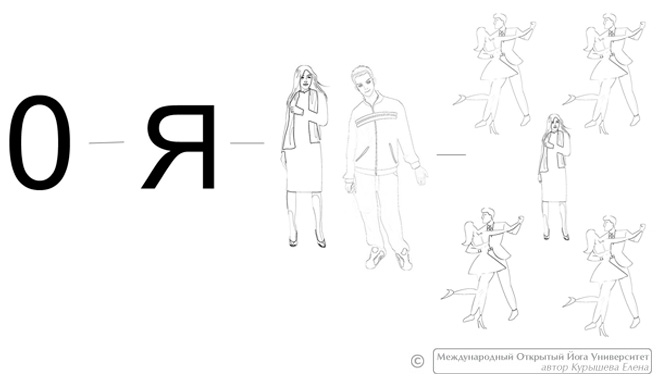 0 — Я —
© Международный Открытый Йога Университет
автор Курышева Елена